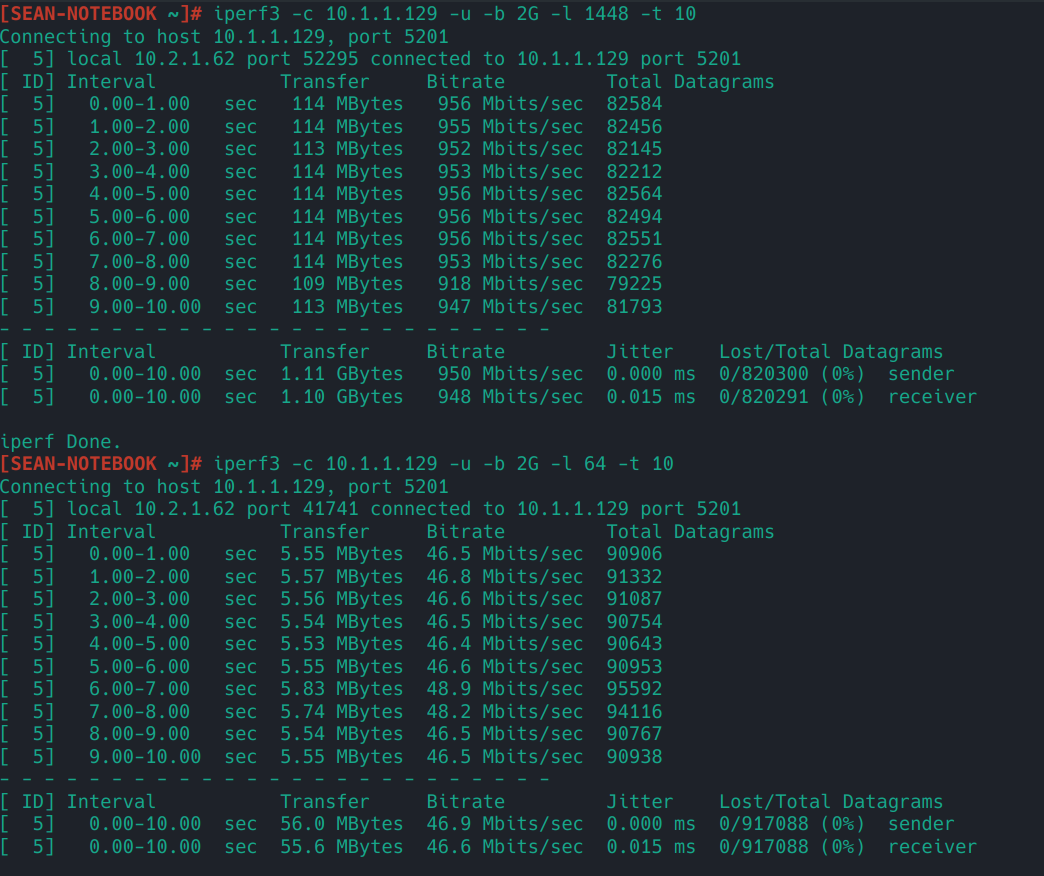 [SEAN-NOTEBOOK ~]# iperf3 -c 10.1.1.129 -u -b 2G -l 1448 -t 10
Connecting to host 10.1.1.129, port 5201
[  5] local 10.2.1.62 port 52295 connected to 10.1.1.129 port 5201
[ ID] Interval           Transfer     Bitrate         Total Datagrams
[  5]   0.00-1.00   sec   114 MBytes   956 Mbits/sec  82584
[  5]   1.00-2.00   sec   114 MBytes   955 Mbits/sec  82456
[  5]   2.00-3.00   sec   113 MBytes   952 Mbits/sec  82145
[  5]   3.00-4.00   sec   114 MBytes   953 Mbits/sec  82212
[  5]   4.00-5.00   sec   114 MBytes   956 Mbits/sec  82564
[  5]   5.00-6.00   sec   114 MBytes   956 Mbits/sec  82494
[  5]   6.00-7.00   sec   114 MBytes   956 Mbits/sec  82551
[  5]   7.00-8.00   sec   114 MBytes   953 Mbits/sec  82276
[  5]   8.00-9.00   sec   109 MBytes   918 Mbits/sec  79225
[  5]   9.00-10.00  sec   113 MBytes   947 Mbits/sec  81793
- - - - - - - - - - - - - - - - - - - - - - - - -
[ ID] Interval           Transfer     Bitrate         Jitter    Lost/Total Datagrams
[  5]   0.00-10.00  sec  1.11 GBytes   950 Mbits/sec  0.000 ms  0/820300 (0%)  sender
[  5]   0.00-10.00  sec  1.10 GBytes   948 Mbits/sec  0.015 ms  0/820291 (0%)  receiver

iperf Done.
[SEAN-NOTEBOOK ~]# iperf3 -c 10.1.1.129 -u -b 2G -l 64 -t 10
Connecting to host 10.1.1.129, port 5201
[  5] local 10.2.1.62 port 41741 connected to 10.1.1.129 port 5201
[ ID] Interval           Transfer     Bitrate         Total Datagrams
[  5]   0.00-1.00   sec  5.55 MBytes  46.5 Mbits/sec  90906
[  5]   1.00-2.00   sec  5.57 MBytes  46.8 Mbits/sec  91332
[  5]   2.00-3.00   sec  5.56 MBytes  46.6 Mbits/sec  91087
[  5]   3.00-4.00   sec  5.54 MBytes  46.5 Mbits/sec  90754
[  5]   4.00-5.00   sec  5.53 MBytes  46.4 Mbits/sec  90643
[  5]   5.00-6.00   sec  5.55 MBytes  46.6 Mbits/sec  90953
[  5]   6.00-7.00   sec  5.83 MBytes  48.9 Mbits/sec  95592
[  5]   7.00-8.00   sec  5.74 MBytes  48.2 Mbits/sec  94116
[  5]   8.00-9.00   sec  5.54 MBytes  46.5 Mbits/sec  90767
[  5]   9.00-10.00  sec  5.55 MBytes  46.5 Mbits/sec  90938
- - - - - - - - - - - - - - - - - - - - - - - - -
[ ID] Interval           Transfer     Bitrate         Jitter    Lost/Total Datagrams
[  5]   0.00-10.00  sec  56.0 MBytes  46.9 Mbits/sec  0.000 ms  0/917088 (0%)  sender
[  5]   0.00-10.00  sec  55.6 MBytes  46.6 Mbits/sec  0.015 ms  0/917088 (0%)  receiver